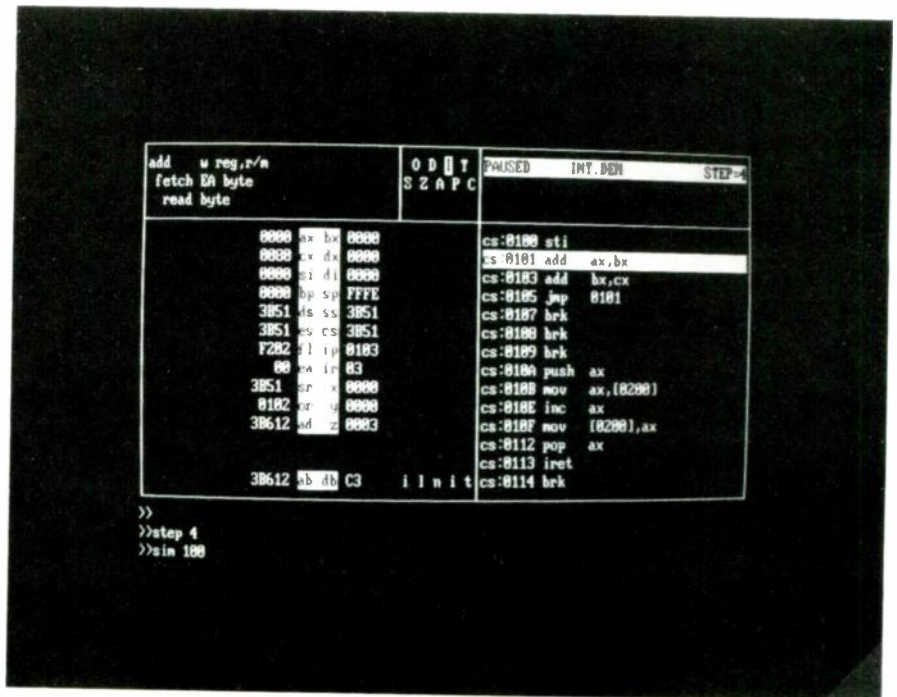 add w reg,r/m
fetch EA byte
read byte
O D I T
S Z A P C
PAUSED INT.DEM STEP=4
0000 ax bx 0000
0000 cx dx 0000
0000 si di 0000
0000 bp sp FFFE
3B51 ds ss 3B51
3B51 es cs 3B51
F202 fl ip 0103
00 ea ir 03
3B51 sr x 0000
0102 or y 0000
3B612 ad z 0003
3B612 ab db C3 i l n i t
cs:0100 sti
cs:0101 add ax,bx
cs:0103 add bx,cx
cs:0105 jmp 0101
cs:0107 brk
cs:0108 brk
cs:0109 brk
cs:010A push ax
cs:010B mov ax,[0200]
cs:010E inc ax
cs:010F mov [0200],ax
cs:0112 pop ax
cs:0113 iret
cs:0114 brk
>>
>>step 4
>>sim 100